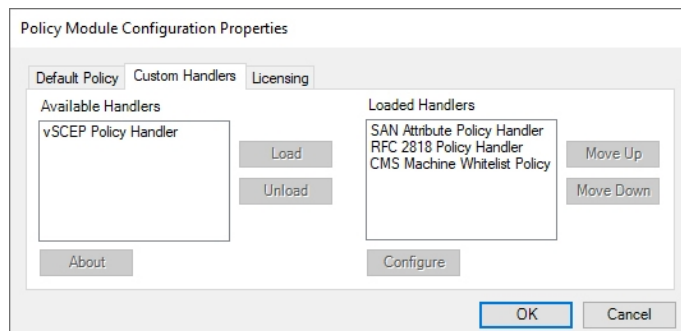 Policy Module Configuration Properties
Default Policy Custom Handlers Licensing
Available Handlers
vSCEP Policy Handler
Load
Unload
About
Loaded Handlers
SAN Attribute Policy Handler
RFC 2818 Policy Handler
CMS Machine Whitelist Policy
Move Up
Move Down
Configure
OK Cancel